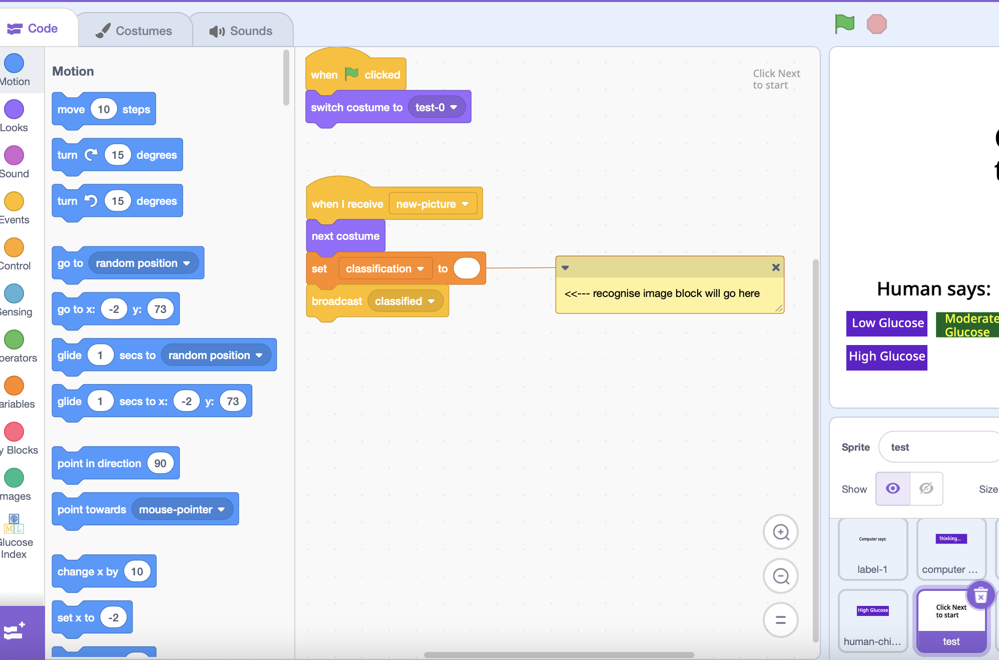 Code
Costumes
Sounds
Motion
Looks
Sound
Events
Control
Sensing
perators
ariables
y Blocks
mages
Glucose
Index
M L
Motion
move 10 steps
turn 15 degrees
turn 15 degrees
go to random position
go to x: -2 y: 73
glide 1 secs to random position
glide 1 secs to x: -2 y: 73
point in direction 90
point towards mouse-pointer
change x by 10
set x to -2
when clicked
switch costume to test-0
Click Next
to start
when I receive new-picture
next costume
set classification to
broadcast classified
<<--- recognise image block will go here
Human says:
Low Glucose
Moderate
Glucose
High Glucose
Sprite test
Show
Size
Computer says:
label-1
thinking...
computer ...
High Glucose
human-chi...
Click Next
to start
test